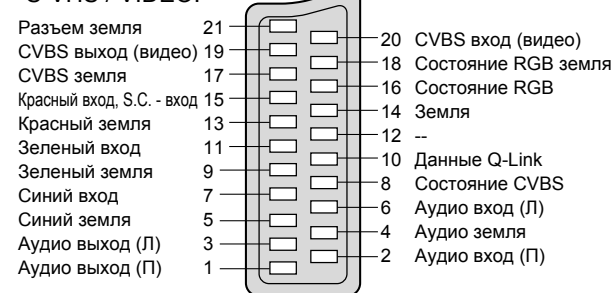 S-VHS / VIDEO:
Разъем земля 21
CVBS выход (видео) 19
CVBS земля 17
Красный вход, S.C. - вход 15
Красный земля 13
Зеленый вход 11
Зеленый земля 9
Синий вход 7
Синий земля 5
Аудио выход (Л) 3
Аудио выход (П) 1
20 CVBS вход (видео)
18 Состояние RGB земля
16 Состояние RGB
14 Земля
12 --
10 Данные Q-Link
8 Состояние CVBS
6 Аудио вход (Л)
4 Аудио земля
2 Аудио вход (П)